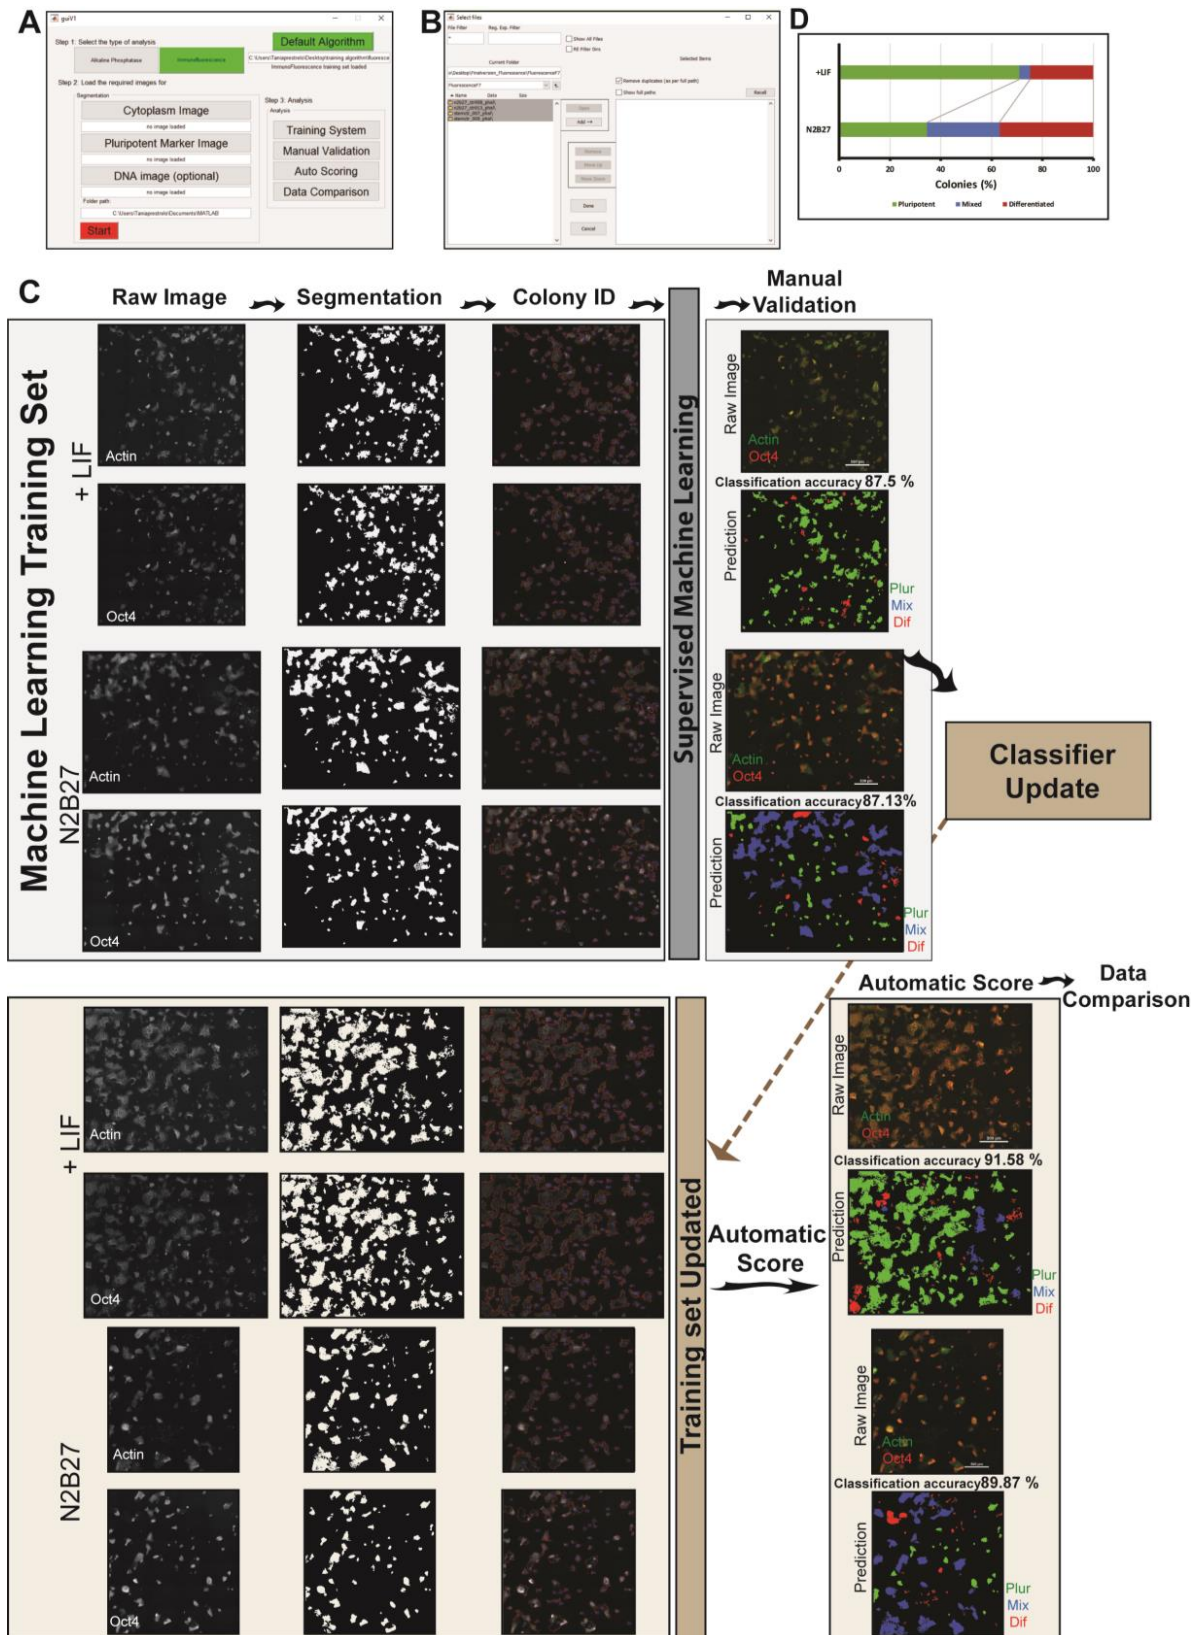 A
guiV1
Step 1: Select the type of analysis
Default Algorithm
Alkaline Phosphatase
Immunofluorescence
ImmunoFluorescence training set loaded
Step 2: Load the required images for
Segmentation
Cytoplasm Image
no image loaded
Pluripotent Marker Image
no image loaded
DNA image (optional)
no image loaded
Folder path
Start
Step 3: Analysis
Analysis
Training System
Manual Validation
Auto Scoring
Data Comparison
B
Select files
File Filter
Reg. Exp. Filter
Show All Files
Current Folder
Selected Items
Name Date Size
Remove duplicates (as per full path)
Show full paths
Recall
Open
Add →
Remove
Move Up
Move Down
Done
Cancel
D
+LIF
N2B27
0 20 40 60 80 100
Colonies (%)
Pluripotent Mixed Differentiated
C
Raw Image
Segmentation
Colony ID
Manual
Validation
Machine Learning Training Set
+ LIF
Actin
Oct4
N2B27
Actin
Oct4
Supervised Machine Learning
Raw Image
Actin
Oct4
Classification accuracy 87.5 %
Prediction
Plur
Mix
Dif
Raw Image
Actin
Oct4
Classification accuracy87.13%
Prediction
Plur
Mix
Dif
Classifier
Update
+ LIF
Actin
Oct4
N2B27
Actin
Oct4
Training set Updated
Automatic
Score
Automatic Score
Data
Comparison
Raw Image
Actin
Oct4
Classification accuracy 91.58 %
Prediction
Plur
Mix
Dif
Raw Image
Actin
Oct4
Classification accuracy89.87 %
Prediction
Plur
Mix
Dif